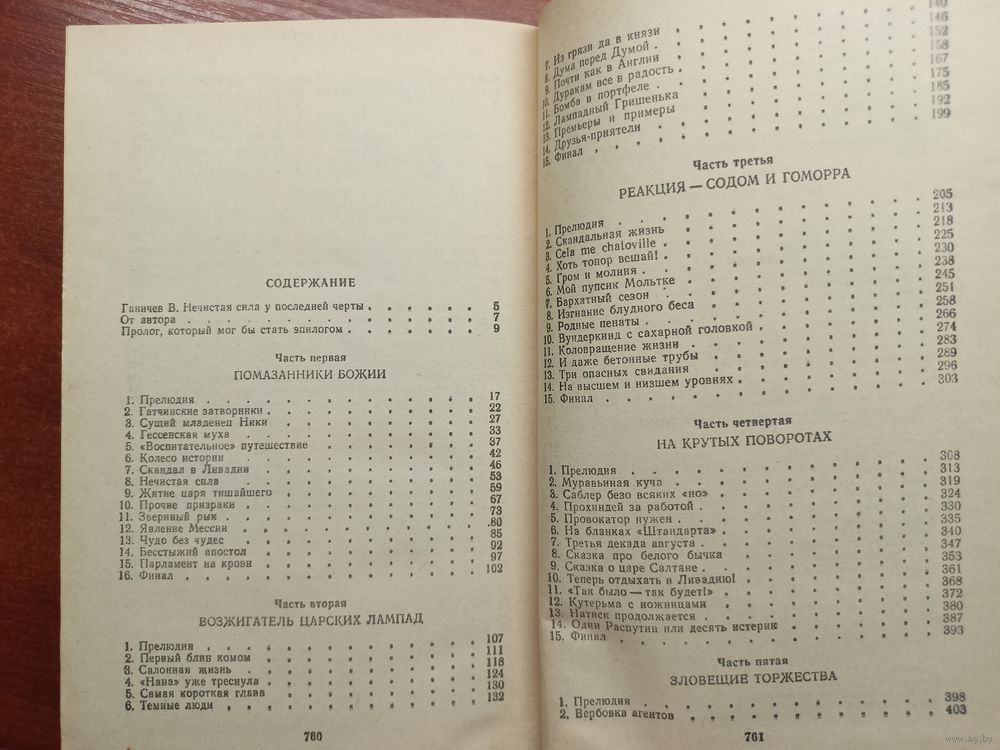 СОДЕРЖАНИЕ
Ганичев В. Нечистая сила у последней черты . . . . . . . 5
От автора . . . . . . . 7
Пролог, который мог бы стать эпилогом . . . . . . . 9
Часть первая
ПОМАЗАННИКИ БОЖИИ
1. Прелюдия . . . . . . . 17
2. Гатчинские затворники . . . . . . . 22
3. Сущий младенец Ники . . . . . . . 27
4. Гессенская муха . . . . . . . 33
5. «Воспитательное» путешествие . . . . . . . 37
6. Колесо истории . . . . . . . 42
7. Скандал в Ливадии . . . . . . . 46
8. Нечистая сила . . . . . . . 53
9. Житие царя тишайшего . . . . . . . 59
10. Прочие призраки . . . . . . . 67
11. Звериный рык . . . . . . . 73
12. Явление Мессии . . . . . . . 80
13. Чудо без чудес . . . . . . . 85
14. Бесстыжий апостол . . . . . . . 92
15. Парламент на крови . . . . . . . 97
16. Финал . . . . . . . 102
Часть вторая
ВОЗЖИГАТЕЛЬ ЦАРСКИХ ЛАМПАД
1. Прелюдия . . . . . . . 107
2. Первый блин комом . . . . . . . 111
3. Салонная жизнь . . . . . . . 118
4. «Нана» уже треснула . . . . . . . 124
5. Самая короткая глава . . . . . . . 130
6. Темные люди . . . . . . . 132
760
7. Из грязи да в князи . . . . . . . 140
8. Дума перед Думой . . . . . . . 146
9. Почти как в Англии . . . . . . . 152
10. Дуракам все в радость . . . . . . . 158
11. Бомба в портфеле . . . . . . . 167
12. Лампадный Гришенька . . . . . . . 175
13. Премьеры и примеры . . . . . . . 185
14. Друзья-приятели . . . . . . . 192
15. Финал . . . . . . . 199
Часть третья
РЕАКЦИЯ — СОДОМ И ГОМОРРА
1. Прелюдия . . . . . . . 205
2. Скандальная жизнь . . . . . . . 213
3. Cela me chatoville . . . . . . . 218
4. Хоть топор вешай! . . . . . . . 225
5. Гром и молния . . . . . . . 230
6. Мой пупсик Мольтке . . . . . . . 238
7. Бархатный сезон . . . . . . . 245
8. Изгнание блудного беса . . . . . . . 251
9. Родные пенаты . . . . . . . 258
10. Вундеркинд с сахарной головкой . . . . . . . 266
11. Коловращение жизни . . . . . . . 274
12. И даже бетонные трубы . . . . . . . 283
13. Три опасных свидания . . . . . . . 289
14. На высшем и низшем уровнях . . . . . . . 296
15. Финал . . . . . . . 303
Часть четвертая
НА КРУТЫХ ПОВОРОТАХ
1. Прелюдия . . . . . . . 308
2. Муравьиная куча . . . . . . . 313
3. Саблер безо всяких «но» . . . . . . . 319
4. Прохиндей за работой . . . . . . . 324
5. Провокатор нужен . . . . . . . 330
6. На бланках «Штандарта» . . . . . . . 335
7. Третья декада августа . . . . . . . 340
8. Сказка про белого бычка . . . . . . . 347
9. Сказка о царе Салтане . . . . . . . 353
10. Теперь отдыхать в Ливадию! . . . . . . . 361
11. «Так было — так будет!» . . . . . . . 368
12. Кутерьма с ножницами . . . . . . . 372
13. Натиск продолжается . . . . . . . 380
14. Один Распутин или десять истерик . . . . . . . 387
15. Финал . . . . . . . 393
Часть пятая
ЗЛОВЕЩИЕ ТОРЖЕСТВА
1. Прелюдия . . . . . . . 398
2. Вербовка агентов . . . . . . . 403
761
www.ay.by